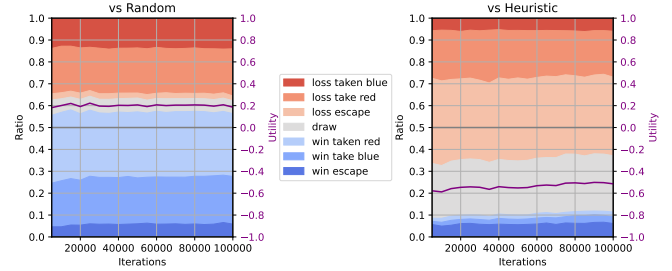 vs Random
1.0
0.9
0.8
0.7
0.6
0.5
0.4
0.3
0.2
0.1
0.0
Ratio
1.0
0.8
0.6
0.4
0.2
0.0
−0.2
−0.4
−0.6
−0.8
−1.0
Utility
20000 40000 60000 80000 100000
Iterations
loss taken blue
loss take red
loss escape
draw
win taken red
win take blue
win escape
vs Heuristic
1.0
0.9
0.8
0.7
0.6
0.5
0.4
0.3
0.2
0.1
0.0
Ratio
1.0
0.8
0.6
0.4
0.2
0.0
−0.2
−0.4
−0.6
−0.8
−1.0
Utility
20000 40000 60000 80000 100000
Iterations